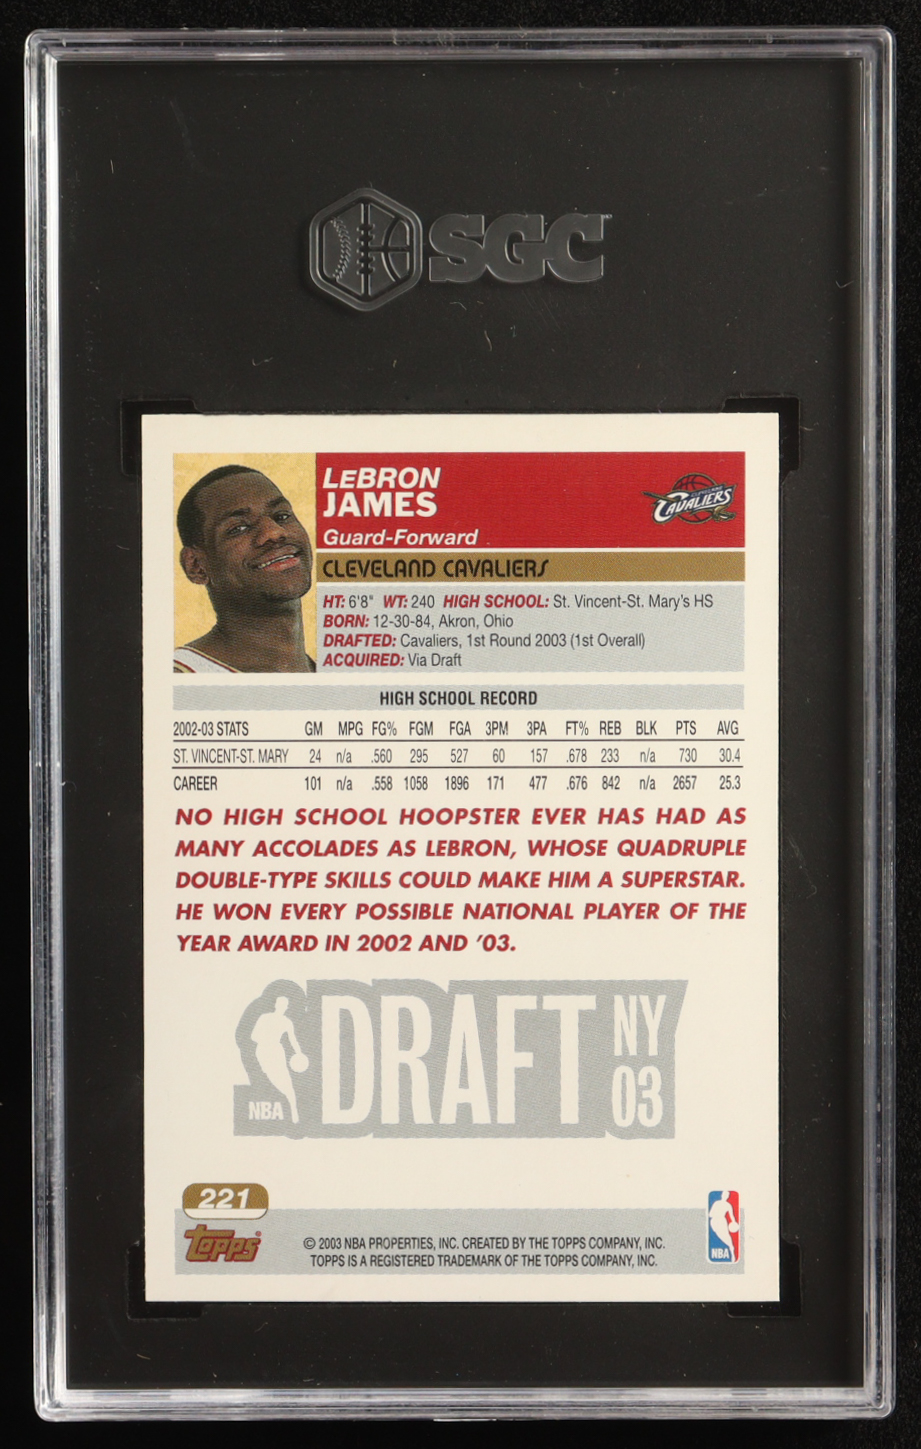 SGC
LEBRON
JAMES
CAVALIERS
Guard-Forward
CLEVELAND CAVALIERS
HT: 6'8" WT: 240 HIGH SCHOOL: St. Vincent-St. Mary's HS
BORN: 12-30-84, Akron, Ohio
DRAFTED: Cavaliers, 1st Round 2003 (1st Overall)
ACQUIRED: Via Draft
HIGH SCHOOL RECORD
2002-03 STATS GM MPG FG% FGM FGA 3PM 3PA FT% REB BLK PTS AVG
ST. VINCENT-ST. MARY 24 n/a .560 295 527 60 157 .678 233 n/a 730 30.4
CAREER 101 n/a .558 1058 1896 171 477 .676 842 n/a 2657 25.3
NO HIGH SCHOOL HOOPSTER EVER HAS HAD AS
MANY ACCOLADES AS LEBRON, WHOSE QUADRUPLE
DOUBLE-TYPE SKILLS COULD MAKE HIM A SUPERSTAR.
HE WON EVERY POSSIBLE NATIONAL PLAYER OF THE
YEAR AWARD IN 2002 AND '03.
NBA DRAFT NY
03
221
Topps
© 2003 NBA PROPERTIES, INC. CREATED BY THE TOPPS COMPANY, INC.
TOPPS IS A REGISTERED TRADEMARK OF THE TOPPS COMPANY, INC.
NBA